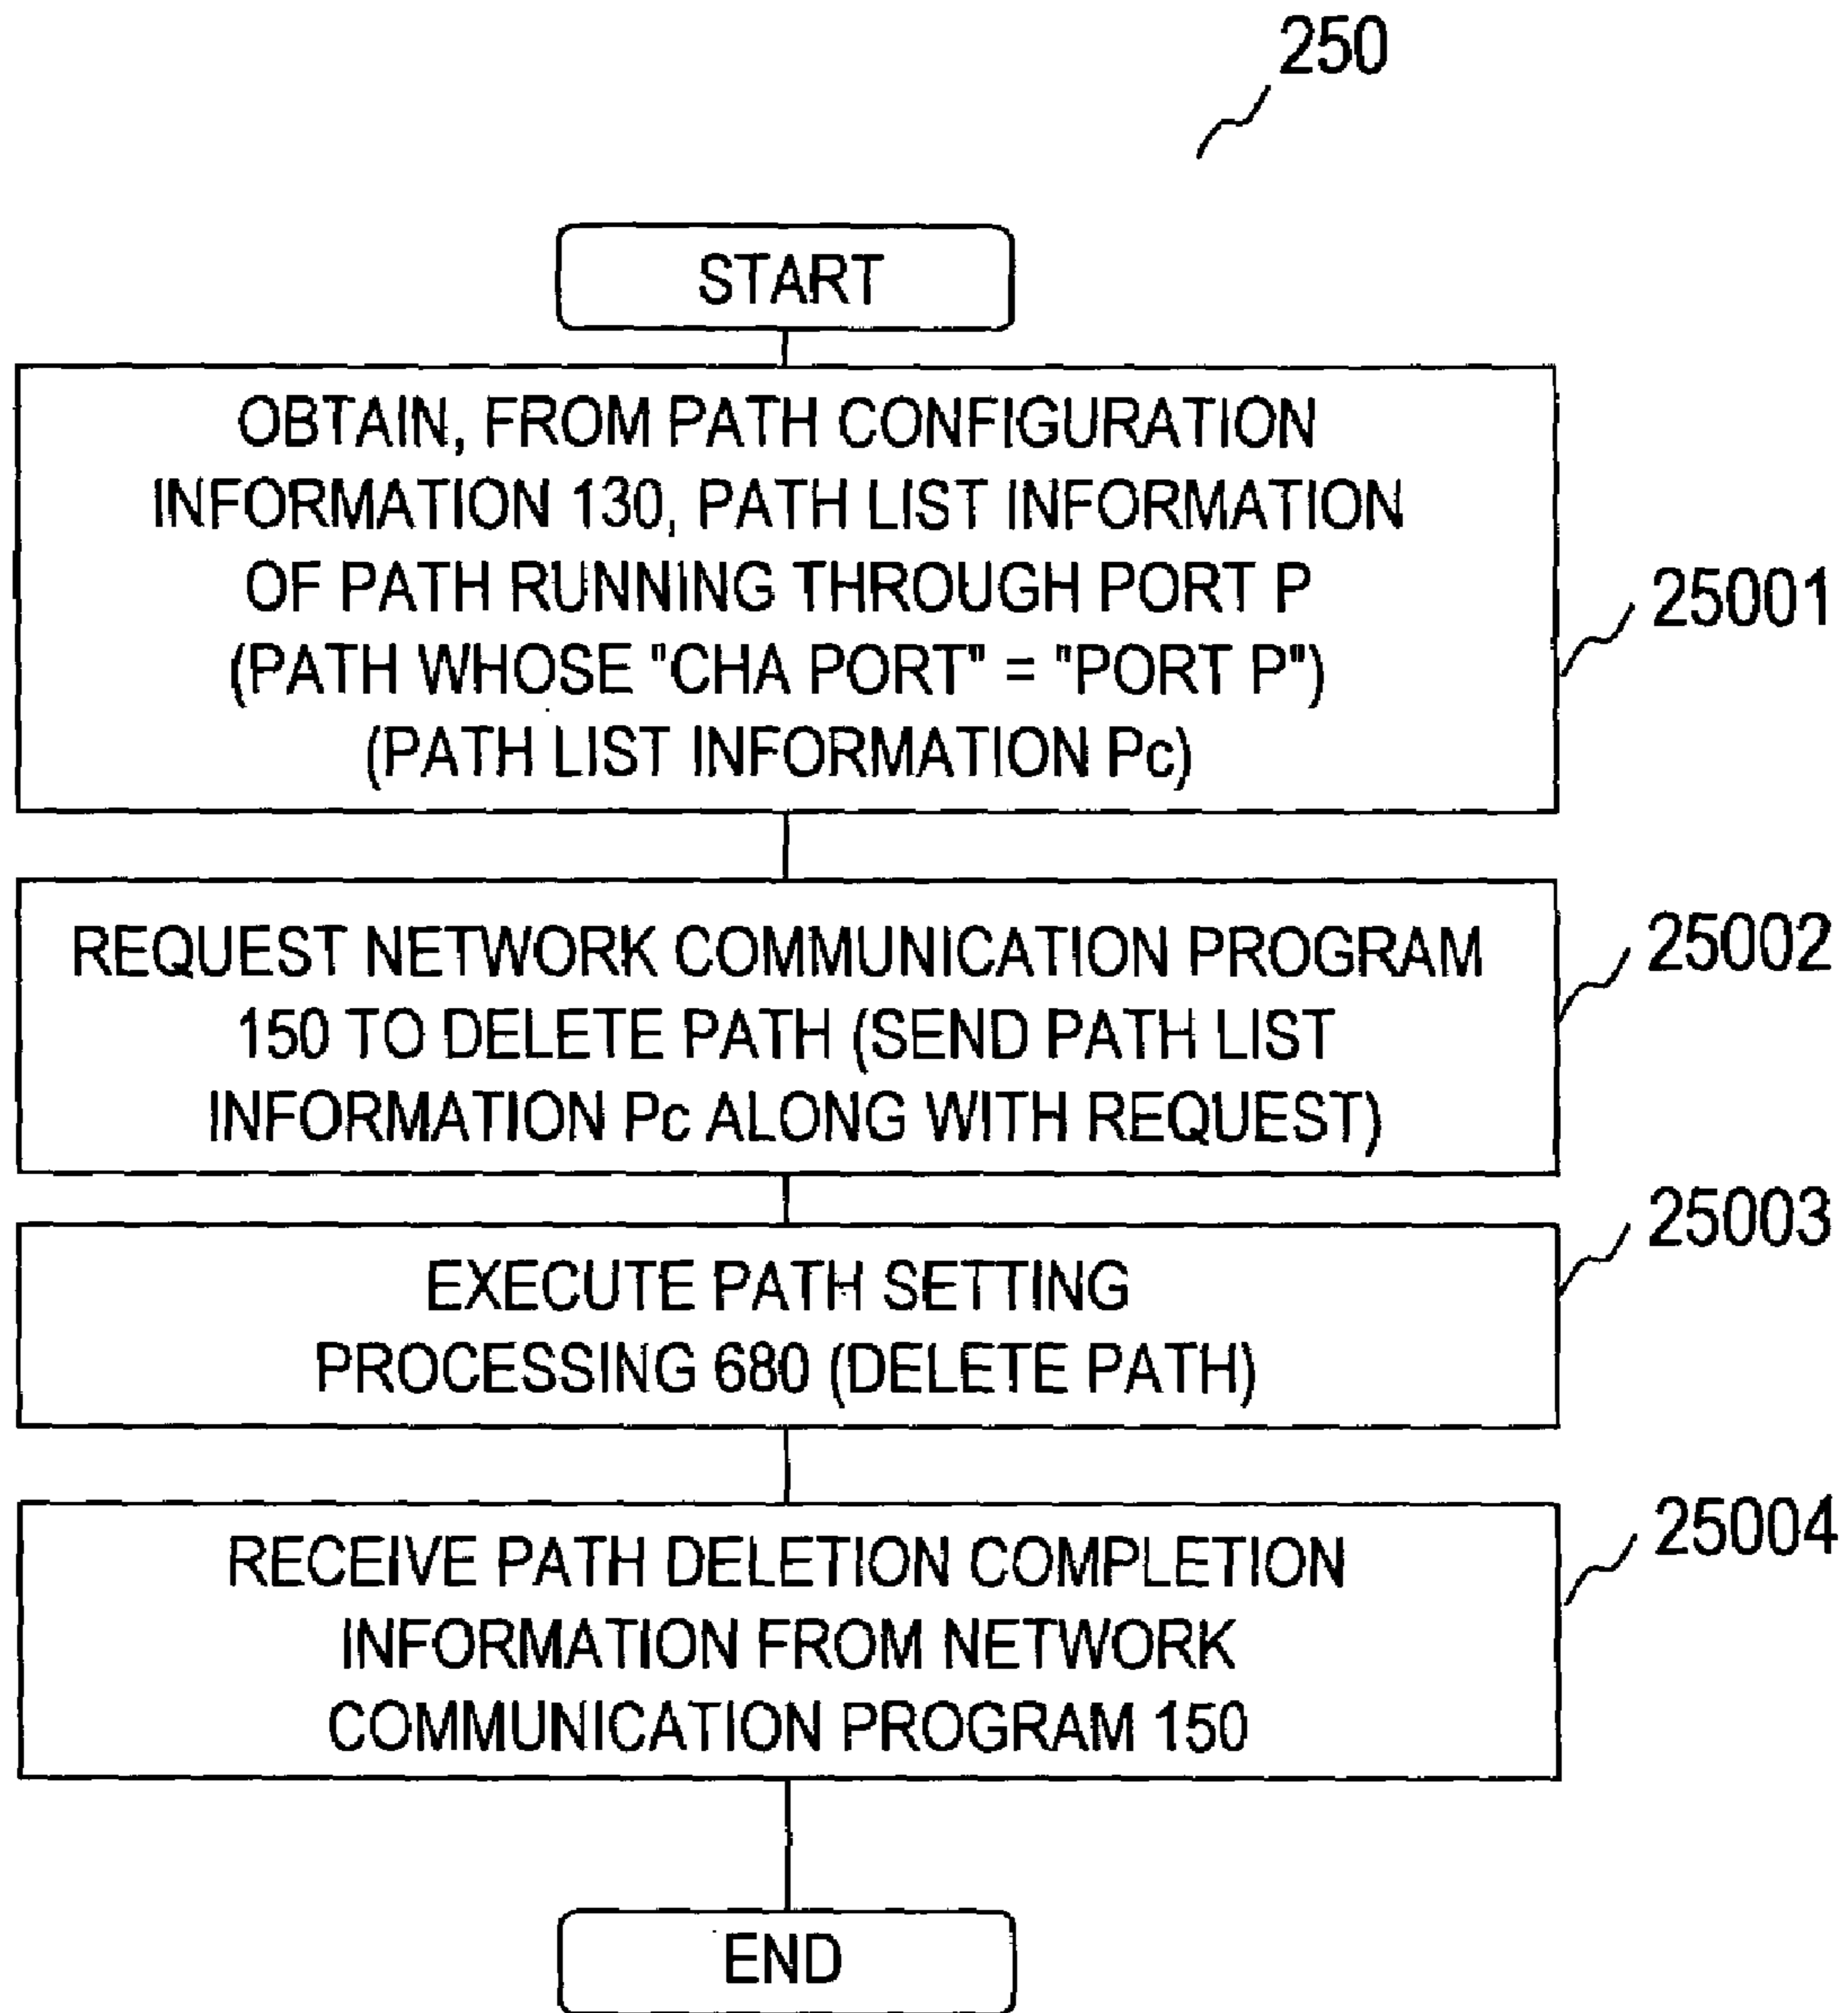 250
START
OBTAIN, FROM PATH CONFIGURATION
INFORMATION 130, PATH LIST INFORMATION
OF PATH RUNNING THROUGH PORT P
(PATH WHOSE "CHA PORT" = "PORT P")
(PATH LIST INFORMATION Pc)
25001
REQUEST NETWORK COMMUNICATION PROGRAM
150 TO DELETE PATH (SEND PATH LIST
INFORMATION Pc ALONG WITH REQUEST)
25002
EXECUTE PATH SETTING
PROCESSING 680 (DELETE PATH)
25003
RECEIVE PATH DELETION COMPLETION
INFORMATION FROM NETWORK
COMMUNICATION PROGRAM 150
25004
END